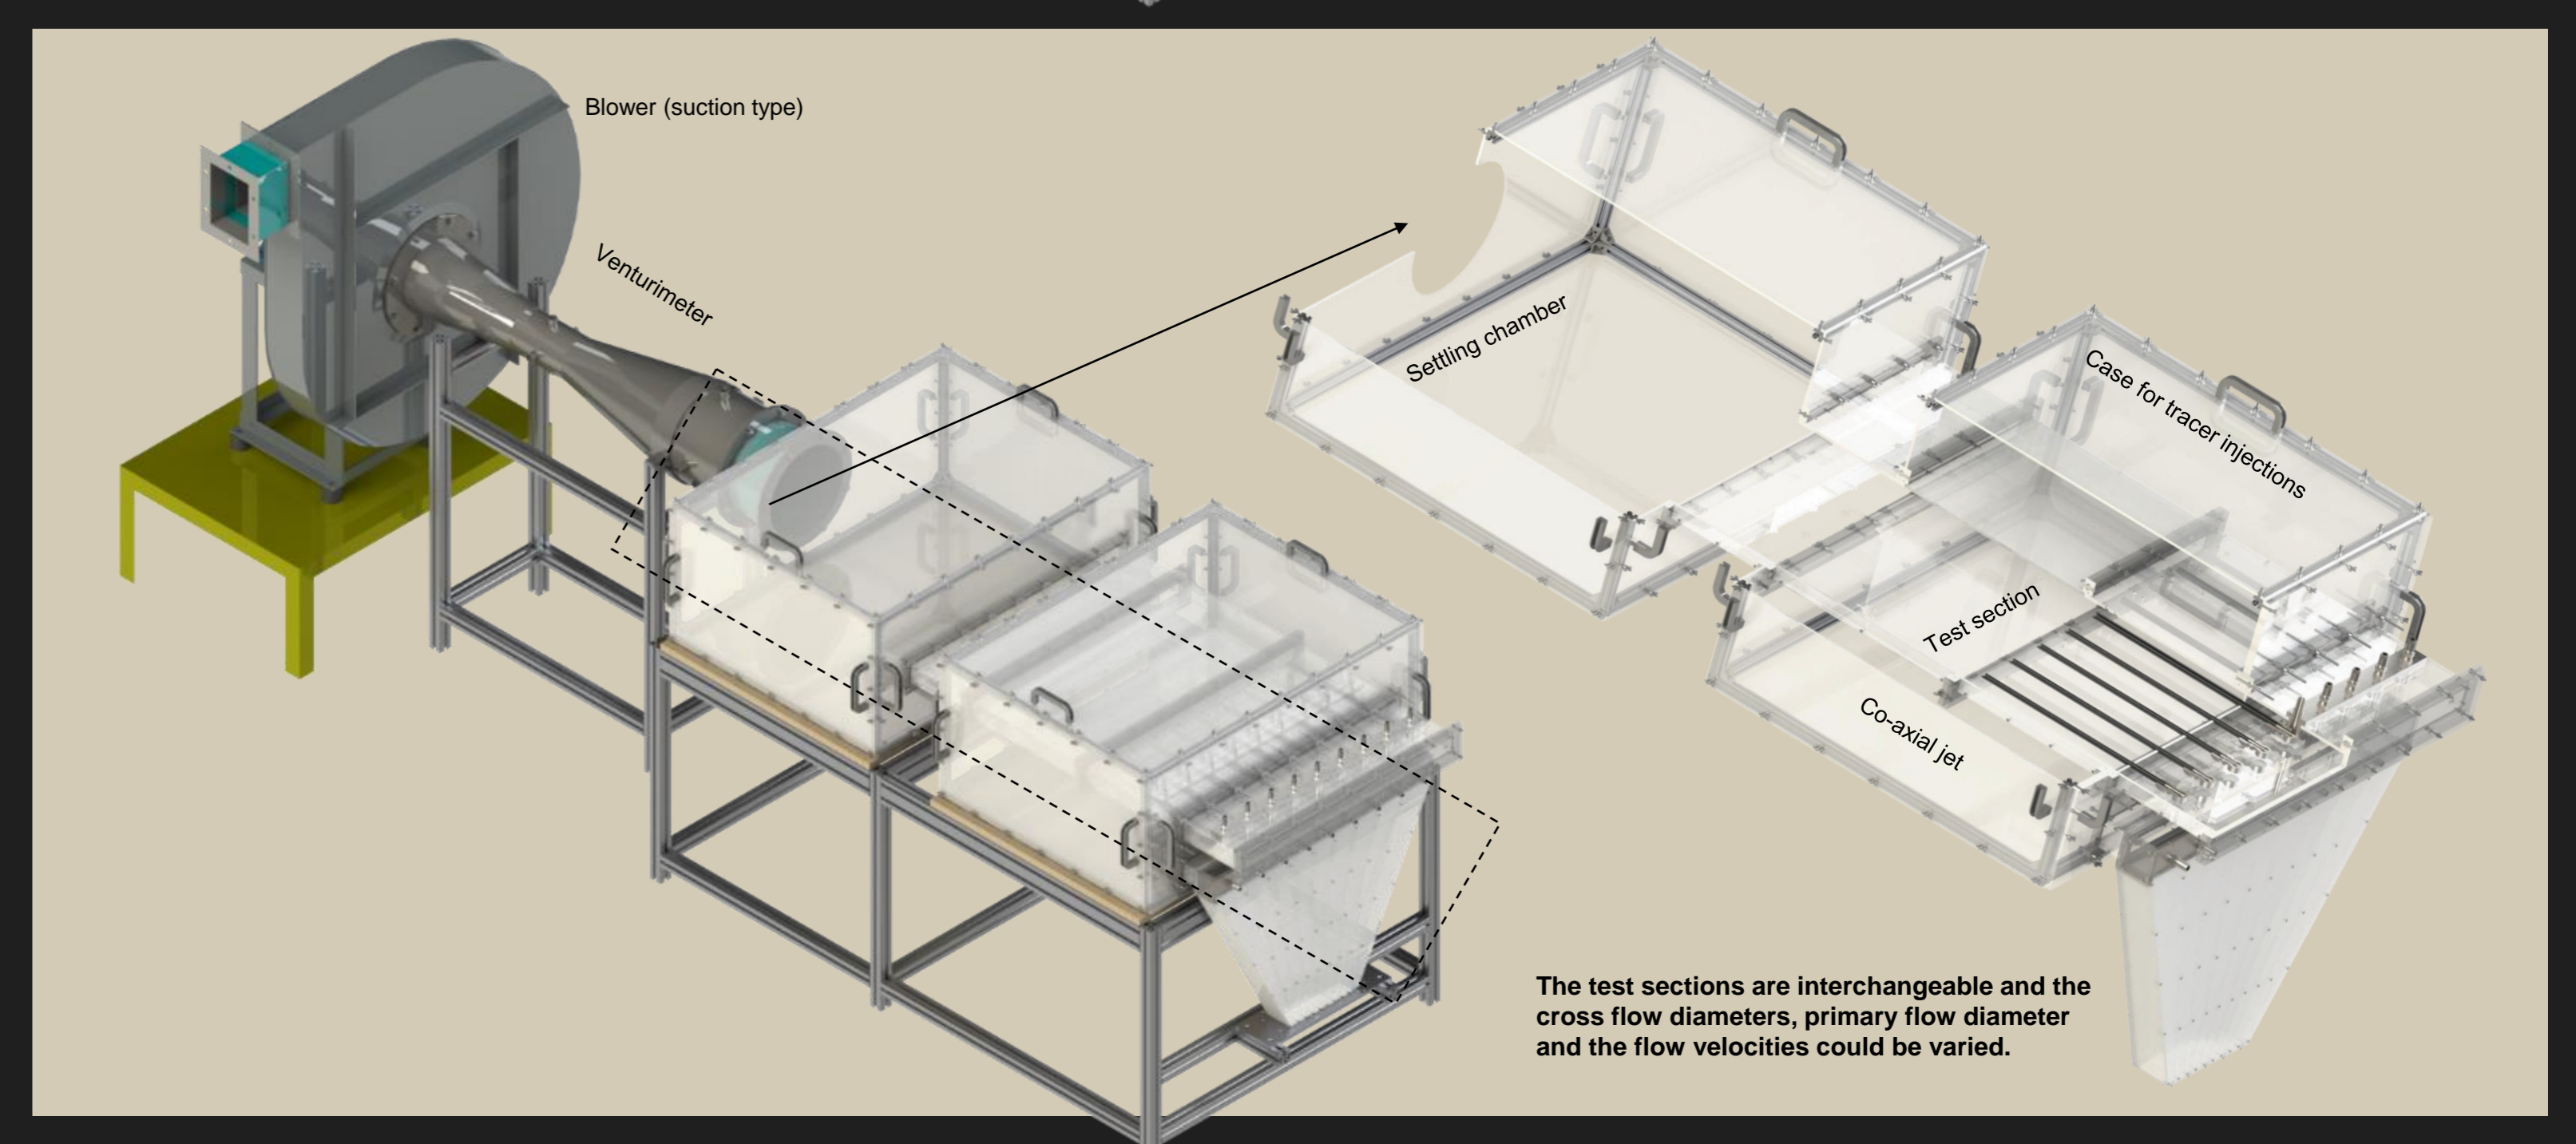 Blower (suction type)
Venturimeter
Settling chamber
Case for tracer injections
Test section
Co-axial jet
The test sections are interchangeable and the
cross flow diameters, primary flow diameter
and the flow velocities could be varied.